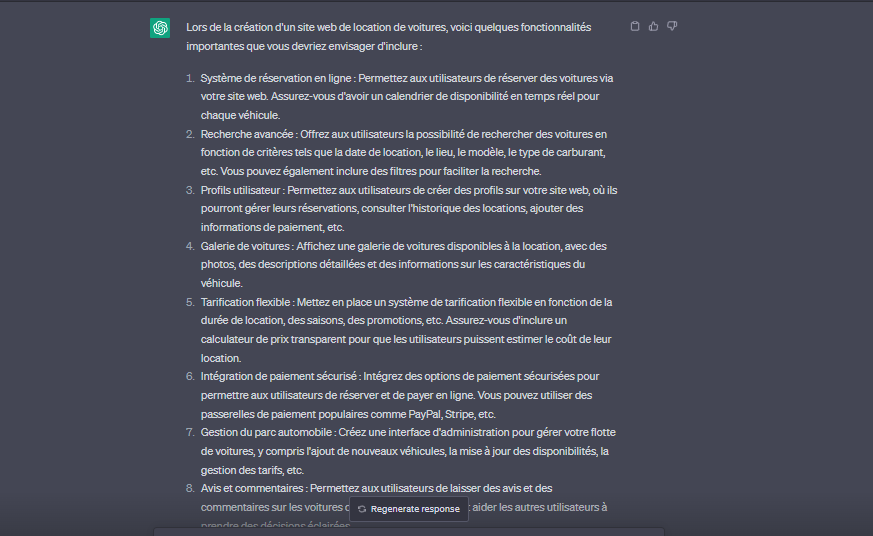 Lors de la création d'un site web de location de voitures, voici quelques fonctionnalités
importantes que vous devriez envisager d'inclure :
1. Système de réservation en ligne : Permettez aux utilisateurs de réserver des voitures via
votre site web. Assurez-vous d'avoir un calendrier de disponibilité en temps réel pour
chaque véhicule.
2. Recherche avancée : Offrez aux utilisateurs la possibilité de rechercher des voitures en
fonction de critères tels que la date de location, le lieu, le modèle, le type de carburant,
etc. Vous pouvez également inclure des filtres pour faciliter la recherche.
3. Profils utilisateur : Permettez aux utilisateurs de créer des profils sur votre site web, où ils
pourront gérer leurs réservations, consulter l'historique des locations, ajouter des
informations de paiement, etc.
4. Galerie de voitures : Affichez une galerie de voitures disponibles à la location, avec des
photos, des descriptions détaillées et des informations sur les caractéristiques du
véhicule.
5. Tarification flexible : Mettez en place un système de tarification flexible en fonction de la
durée de location, des saisons, des promotions, etc. Assurez-vous d'inclure un
calculateur de prix transparent pour que les utilisateurs puissent estimer le coût de leur
location.
6. Intégration de paiement sécurisé : Intégrez des options de paiement sécurisées pour
permettre aux utilisateurs de réserver et de payer en ligne. Vous pouvez utiliser des
passerelles de paiement populaires comme PayPal, Stripe, etc.
7. Gestion du parc automobile : Créez une interface d'administration pour gérer votre flotte
de voitures, y compris l'ajout de nouveaux véhicules, la mise à jour des disponibilités, la
gestion des tarifs, etc.
8. Avis et commentaires : Permettez aux utilisateurs de laisser des avis et des
commentaires sur les voitures
Regenerate response
aider les autres utilisateurs à
prendre des décisions éclairées